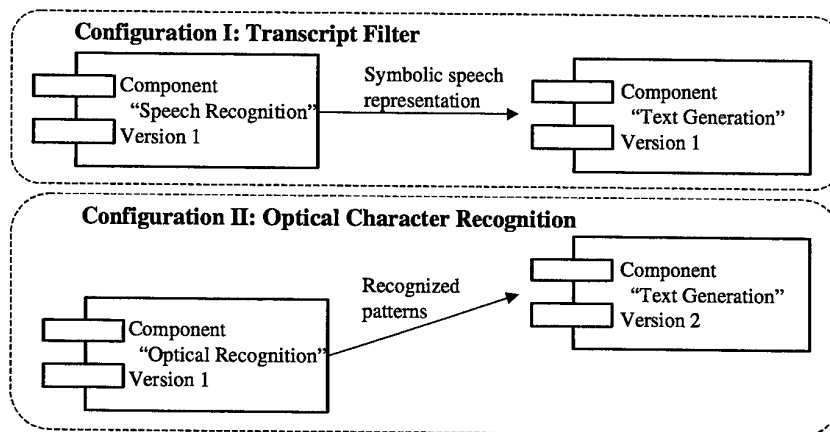 Configuration I: Transcript Filter
Component
“Speech Recognition”
Version 1
Symbolic speech
representation
Component
“Text Generation”
Version 1
Configuration II: Optical Character Recognition
Component
“Optical Recognition”
Version 1
Recognized
patterns
Component
“Text Generation”
Version 2